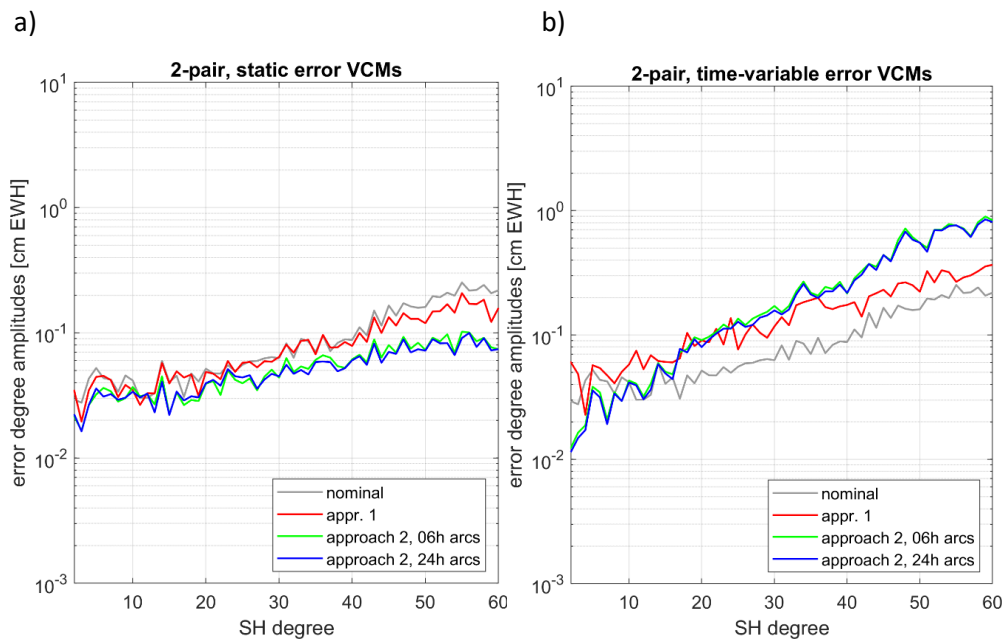 a)
2-pair, static error VCMs
error degree amplitudes [cm EWH]
10^1
10^0
10^-1
10^-2
10^-3
10
20
30
40
50
60
SH degree
nominal
appr. 1
approach 2, 06h arcs
approach 2, 24h arcs
b)
2-pair, time-variable error VCMs
error degree amplitudes [cm EWH]
10^1
10^0
10^-1
10^-2
10^-3
10
20
30
40
50
60
SH degree
nominal
appr. 1
approach 2, 06h arcs
approach 2, 24h arcs